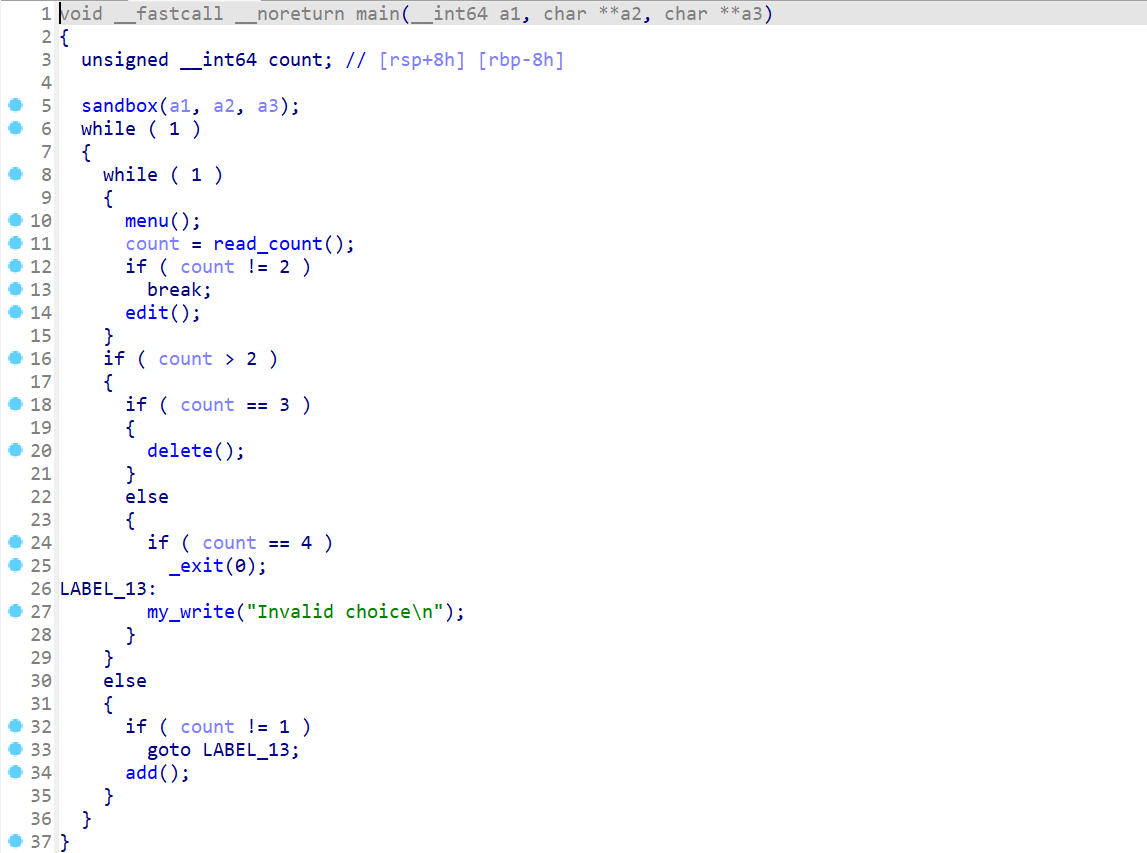 1 void __fastcall __noreturn main(__int64 a1, char **a2, char **a3)
2 {
3   unsigned __int64 count; // [rsp+8h] [rbp-8h]
4
5   sandbox(a1, a2, a3);
6   while ( 1 )
7   {
8     while ( 1 )
9     {
10       menu();
11       count = read_count();
12       if ( count != 2 )
13         break;
14       edit();
15     }
16     if ( count > 2 )
17     {
18       if ( count == 3 )
19       {
20         delete();
21       }
22       else
23       {
24         if ( count == 4 )
25           _exit(0);
26 LABEL_13:
27         my_write("Invalid choice\n");
28       }
29     }
30     else
31     {
32       if ( count != 1 )
33         goto LABEL_13;
34       add();
35     }
36   }
37 }